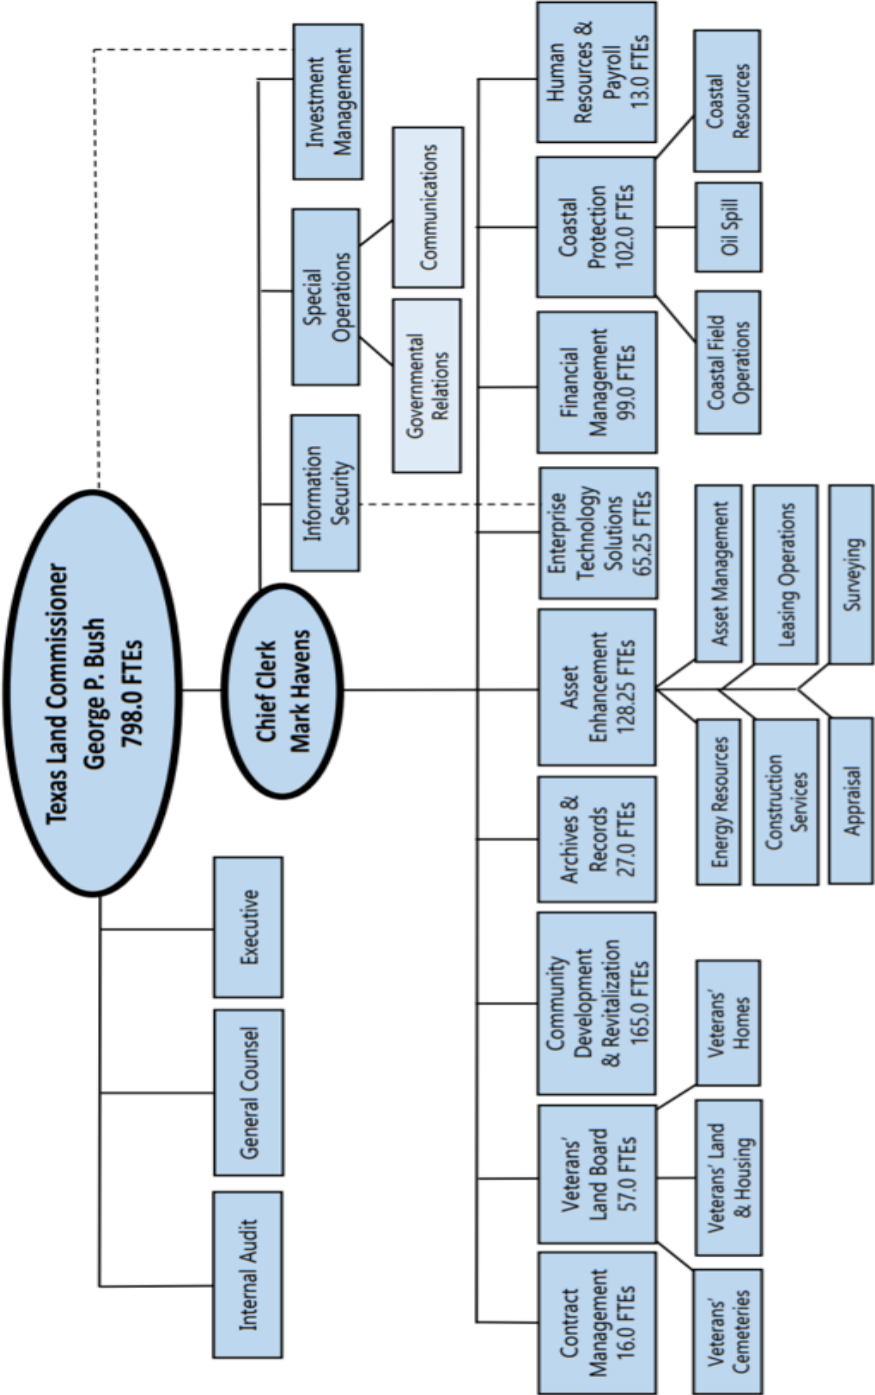 Texas Land Commissioner
George P. Bush
798.0 FTEs
Chief Clerk
Mark Havens
Internal Audit
General Counsel
Executive
Information
Security
Special
Operations
Investment
Management
Governmental
Relations
Communications
Contract
Management
16.0 FTEs
Veterans’
Land Board
57.0 FTEs
Community
Development
& Revitalization
165.0 FTEs
Archives &
Records
27.0 FTEs
Asset
Enhancement
128.25 FTEs
Enterprise
Technology
Solutions
65.25 FTEs
Financial
Management
99.0 FTEs
Coastal
Protection
102.0 FTEs
Human
Resources &
Payroll
13.0 FTEs
Veterans’
Cemeteries
Veterans’ Land
& Housing
Veterans’
Homes
Energy Resources
Asset Management
Construction
Services
Leasing Operations
Appraisal
Surveying
Coastal Field
Operations
Oil Spill
Coastal
Resources